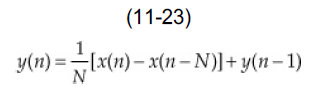 (11-23)
y(n) = 1/N [x(n) − x(n − N)] + y(n − 1)